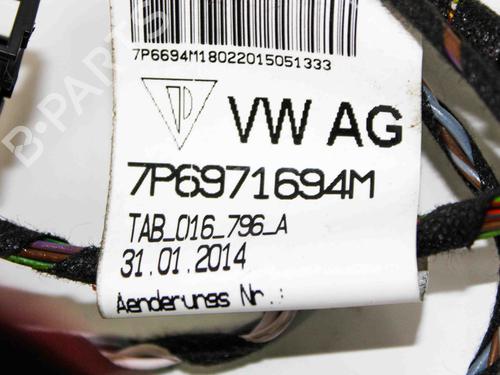 7P6694M18022015051333
VW AG
7P6971694M
TAB_016_796_A
31.01.2014
Aenderungs Nr.:
B-PARTS